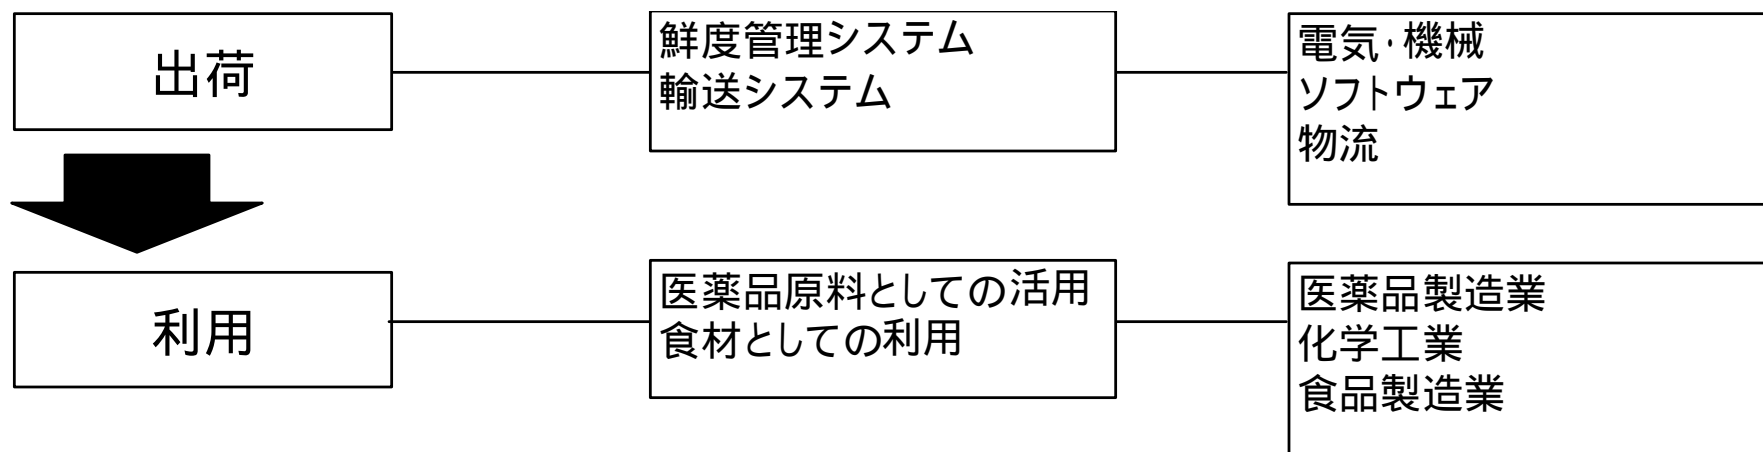 出荷
鮮度管理システム
輸送システム
電気・機械
ソフトウェア
物流
利用
医薬品原料としての活用
食材としての利用
医薬品製造業
化学工業
食品製造業